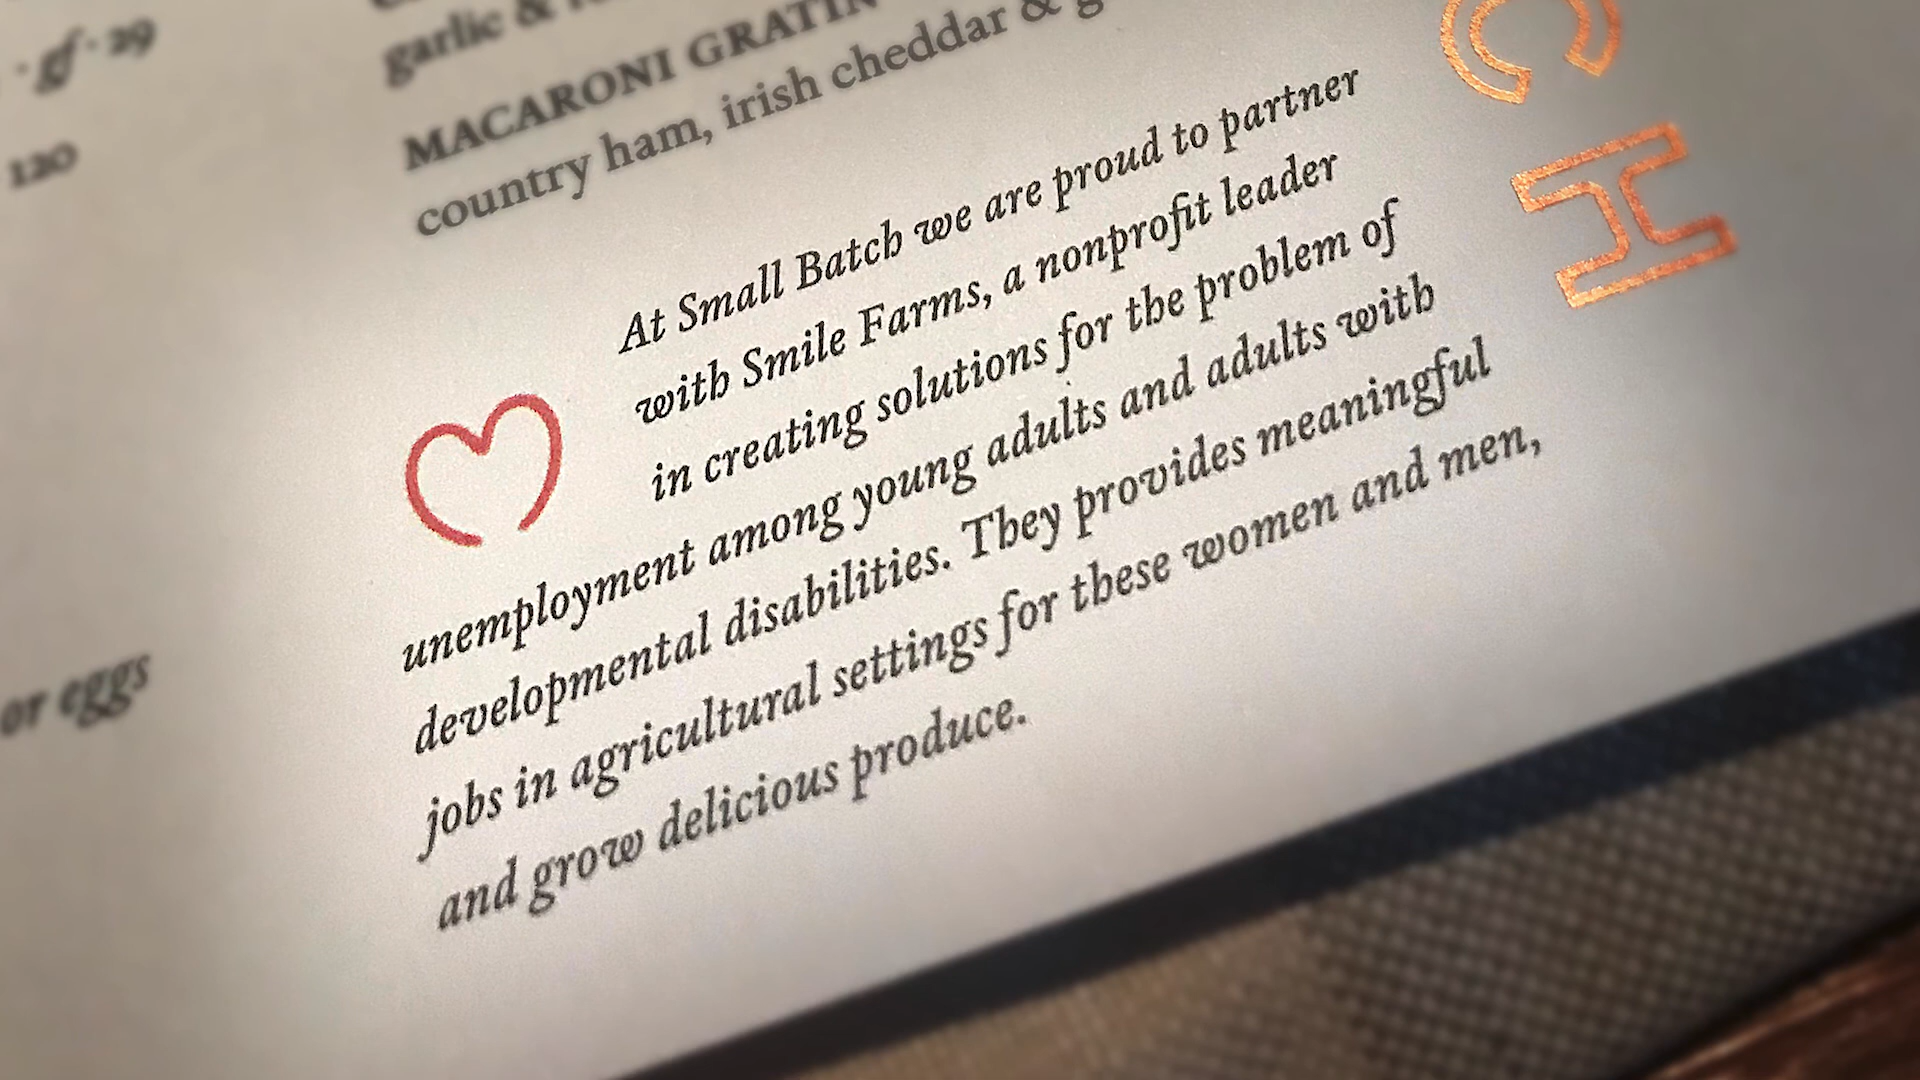 · gf · 29
120
or eggs
garlic &
MACARONI GRATIN
country ham, irish cheddar & g
At Small Batch we are proud to partner
with Smile Farms, a nonprofit leader
in creating solutions for the problem of
unemployment among young adults and adults with
developmental disabilities. They provides meaningful
jobs in agricultural settings for these women and men,
and grow delicious produce.
C
H